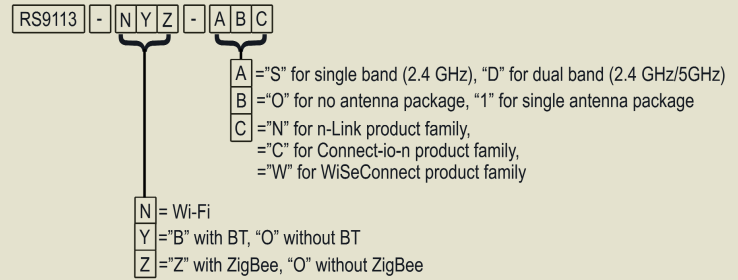 RS9113 - N Y Z - A B C
A ="S" for single band (2.4 GHz), "D" for dual band (2.4 GHz/5GHz)
B ="O" for no antenna package, "1" for single antenna package
C ="N" for n-Link product family,
="C" for Connect-io-n product family,
="W" for WiSeConnect product family
N = Wi-Fi
Y ="B" with BT, "O" without BT
Z ="Z" with ZigBee, "O" without ZigBee